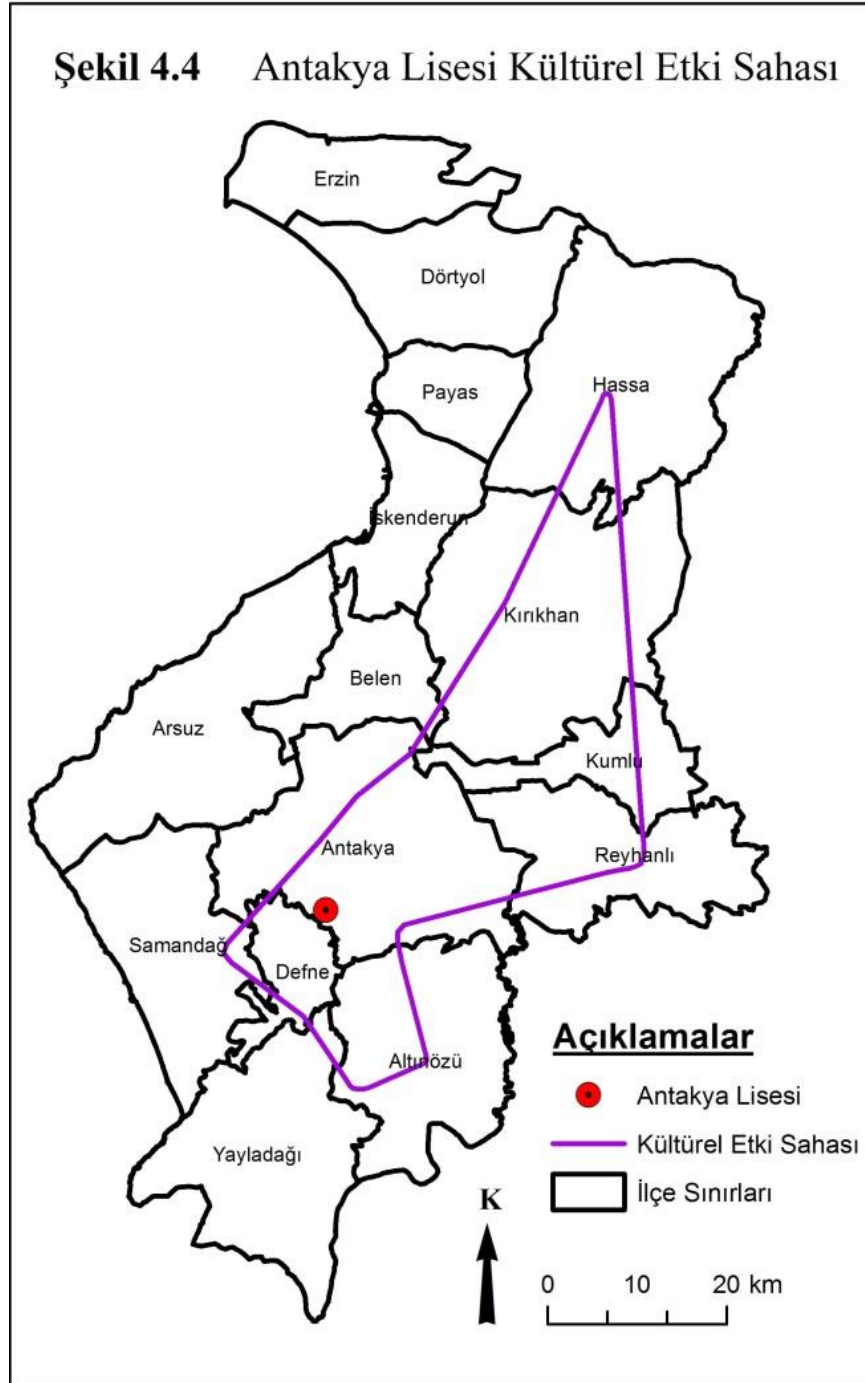 Şekil 4.4 Antakya Lisesi Kültürel Etki Sahası
Erzin
Dörtyol
Payas
Hassa
İskenderun
Kırıkhan
Belen
Arsuz
Kumlu
Antakya
Reyhanlı
Samandağ
Defne
Altınözü
Yayladağı
Açıklamalar
Antakya Lisesi
Kültürel Etki Sahası
İlçe Sınırları
K
0 10 20 km